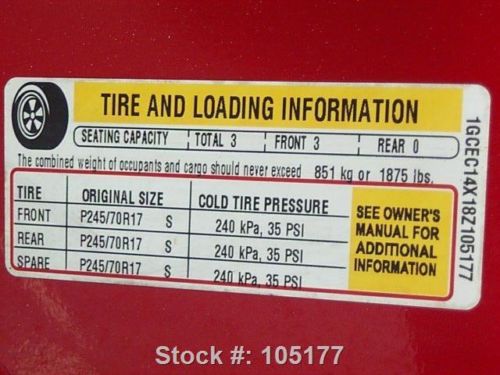 TIRE AND LOADING INFORMATION
SEATING CAPACITY TOTAL 3 FRONT 3 REAR 0
The combined weight of occupants and cargo should never exceed 851 kg or 1875 lbs.
TIRE ORIGINAL SIZE COLD TIRE PRESSURE
FRONT P245/70R17 S 240 kPa, 35 PSI
REAR P245/70R17 S 240 kPa, 35 PSI
SPARE P245/70R17 S 240 kPa, 35 PSI
SEE OWNER'S
MANUAL FOR
ADDITIONAL
INFORMATION
1GCEC14X18Z105177
Stock #: 105177